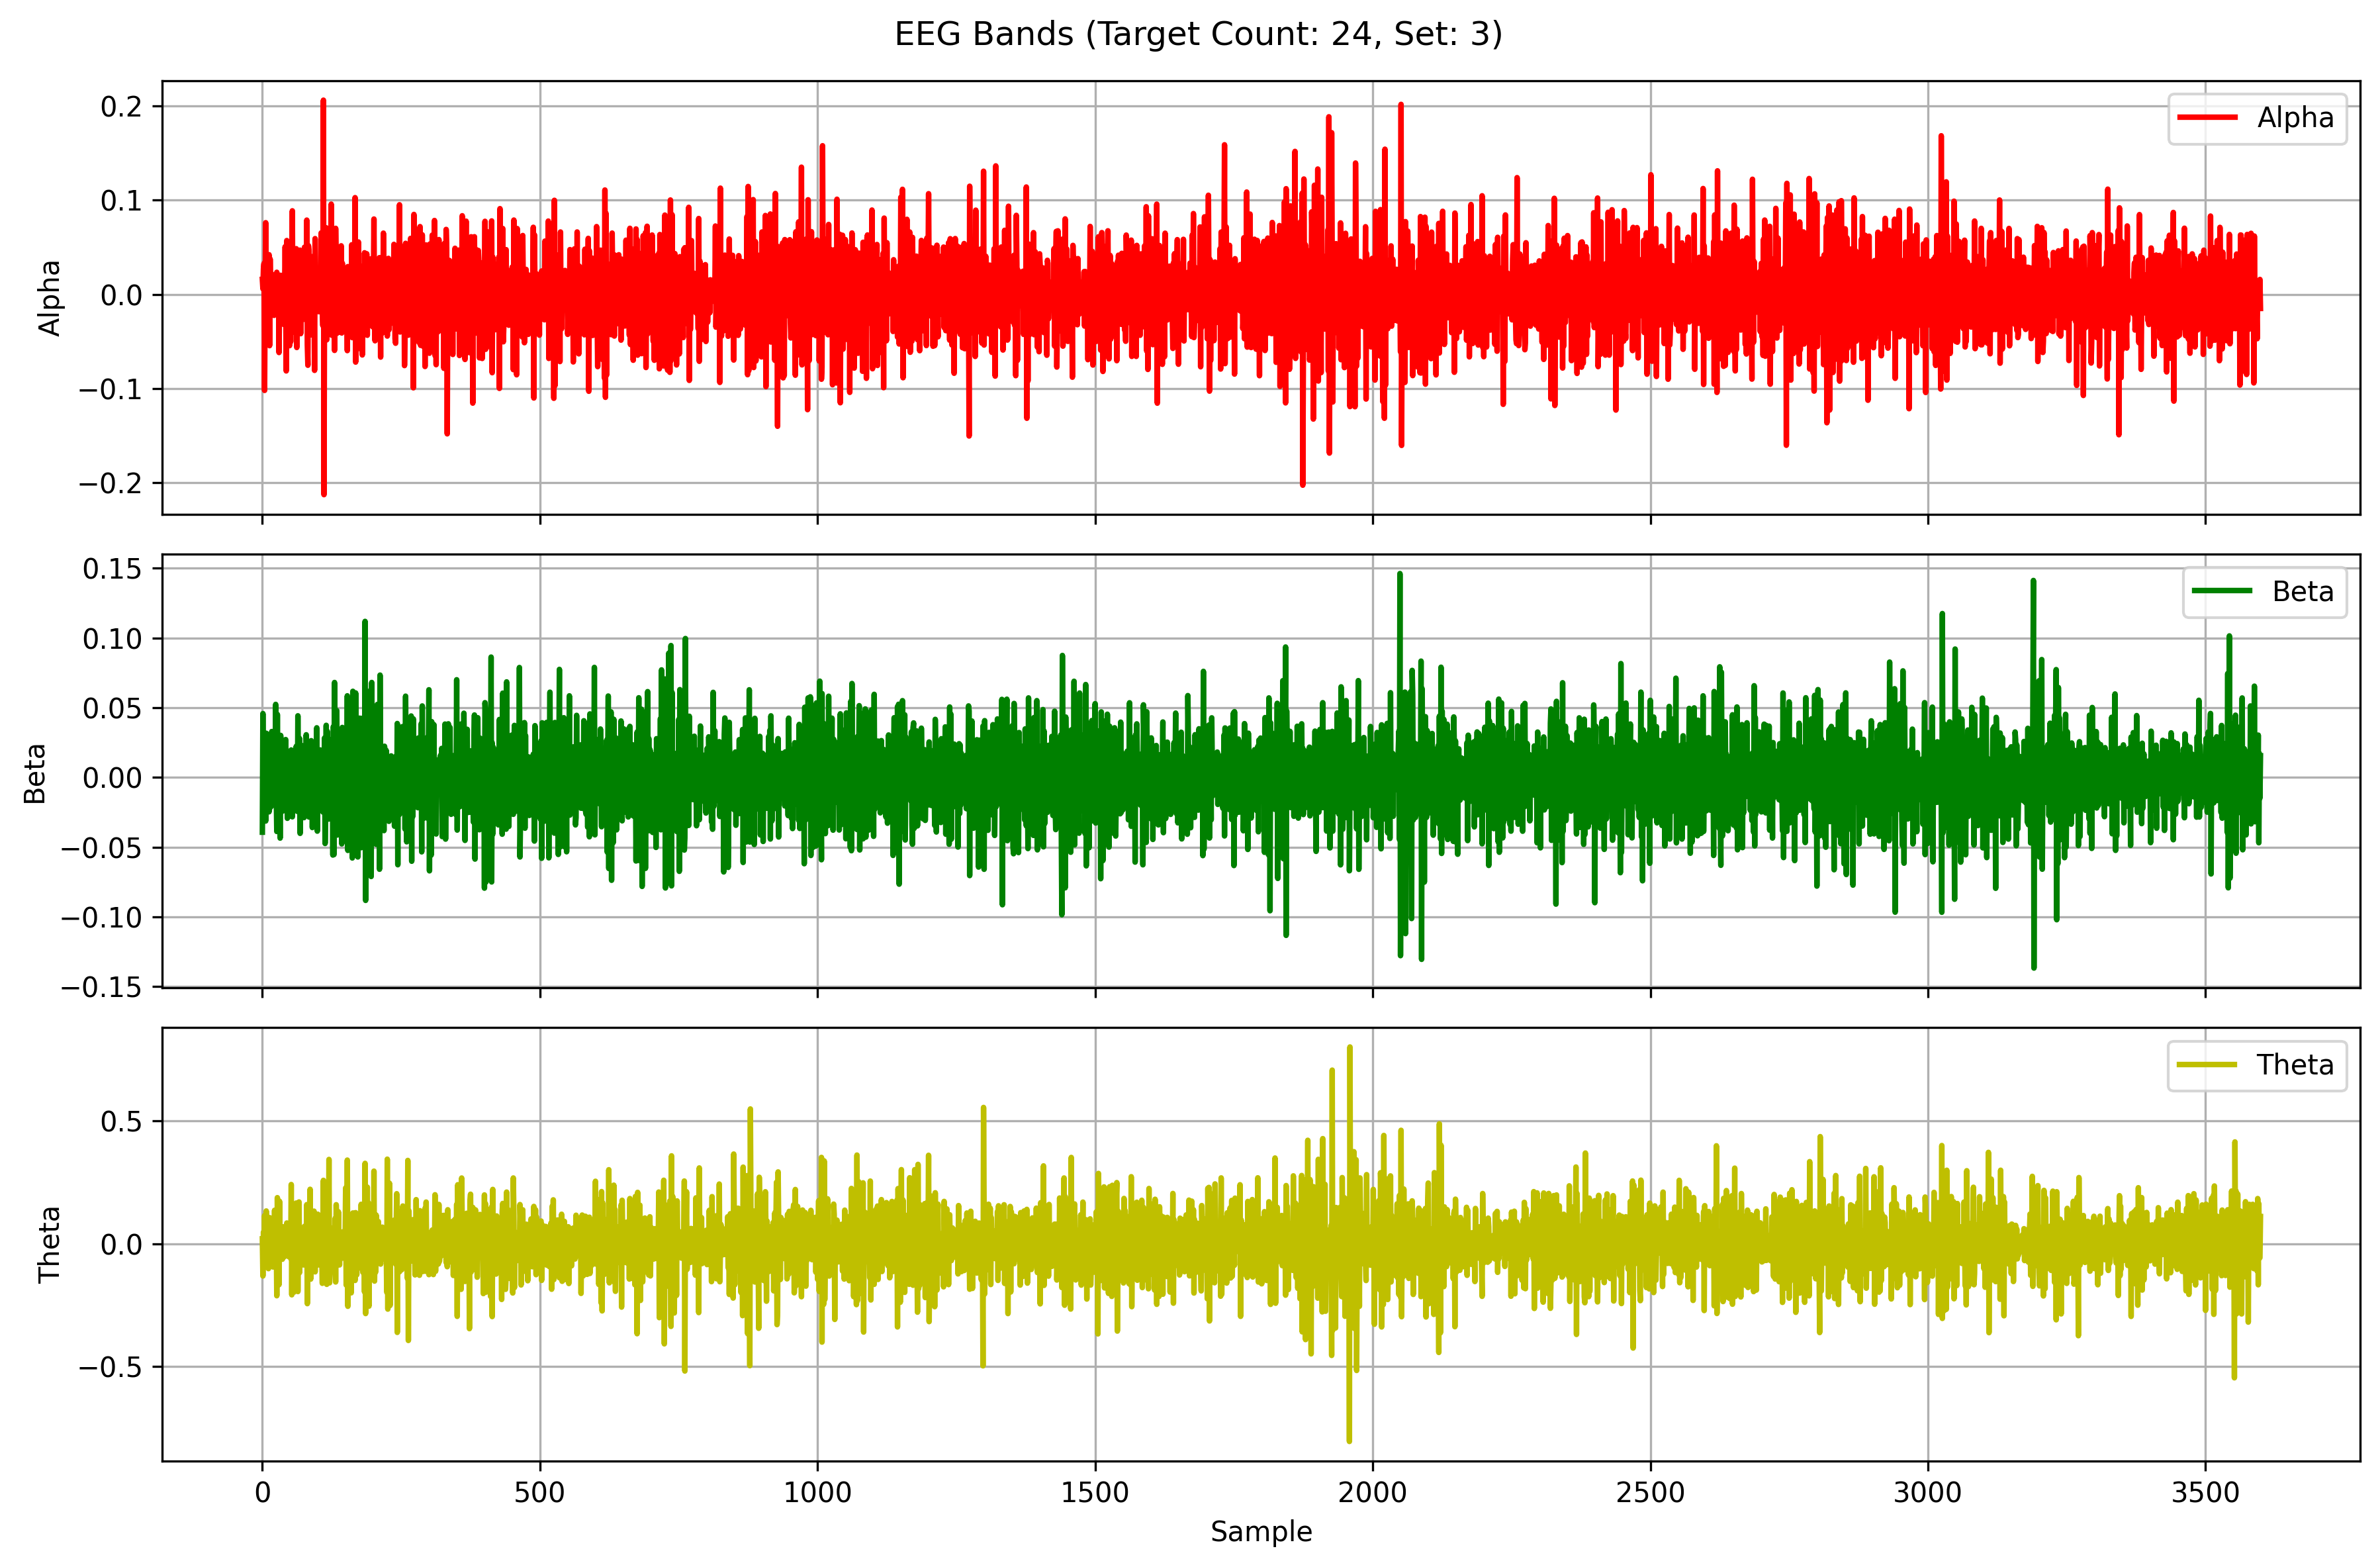 EEG Bands (Target Count: 24, Set: 3)
Alpha
0.2
0.1
0.0
−0.1
−0.2
Alpha
Beta
0.15
0.10
0.05
0.00
−0.05
−0.10
−0.15
Beta
Theta
0.5
0.0
−0.5
Theta
0 500 1000 1500 2000 2500 3000 3500
Sample